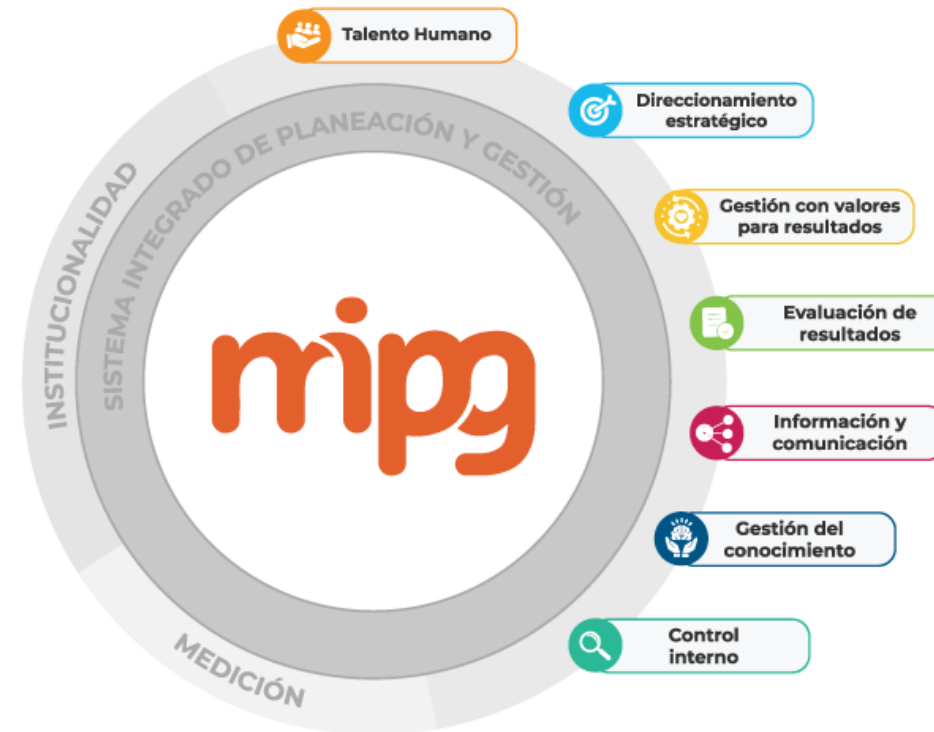 Talento Humano
Direccionamiento
estratégico
SISTEMA INTEGRADO DE PLANEACIÓN Y GESTIÓN
INSTITUCIONALIDAD
Gestión con valores
para resultados
mipg
Evaluación de
resultados
Información y
comunicación
Gestión del
conocimiento
Control
interno
MEDICIÓN